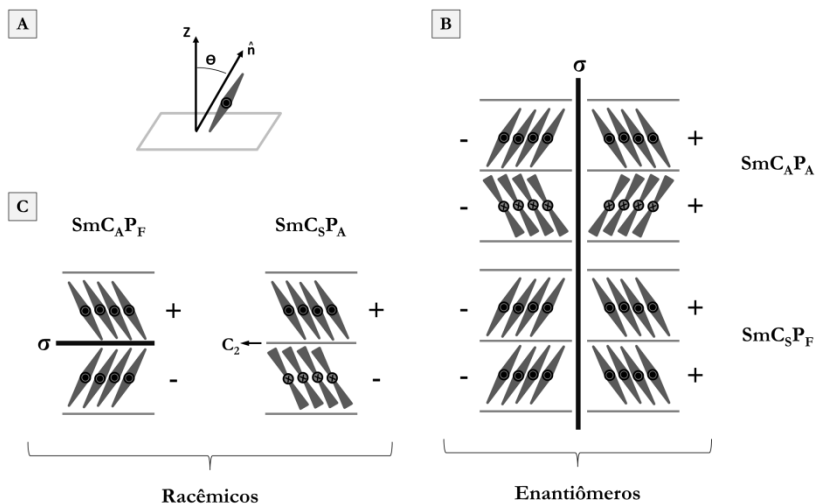 A
z
n̂
Θ
C
SmCAPF
SmCSPA
σ
+
-
C2
+
-
Racêmicos
B
σ
-
+
SmCAPA
-
+
-
+
SmCSPF
-
+
Enantiômeros